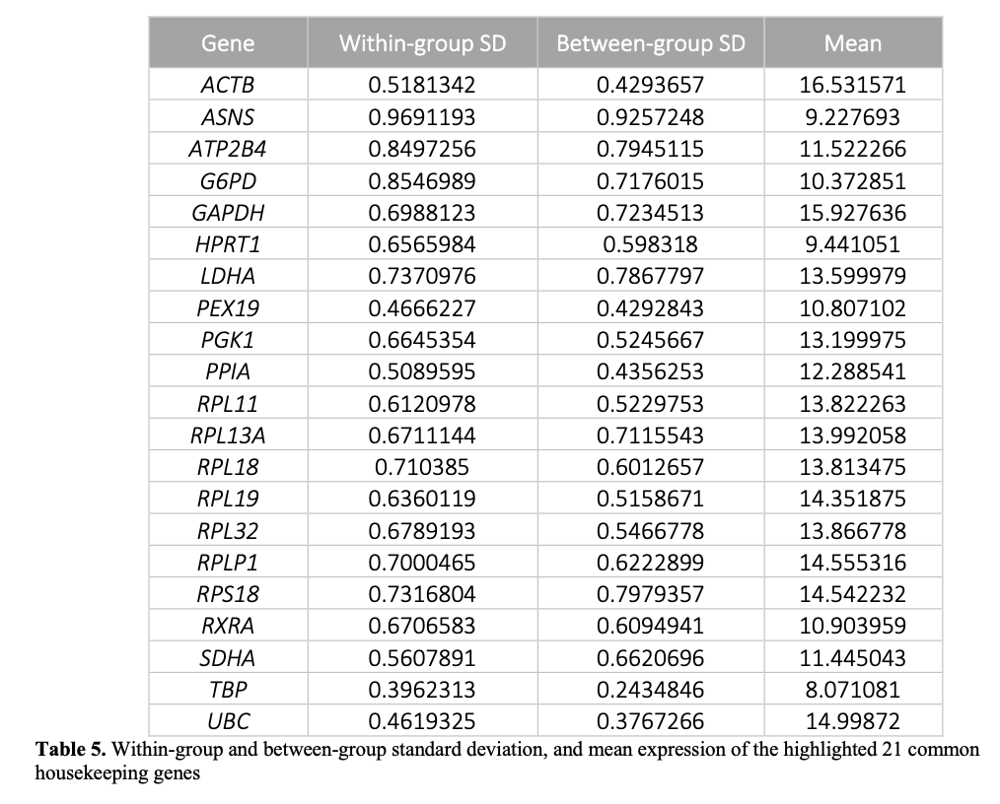 Gene Within-group SD Between-group SD Mean
ACTB 0.5181342 0.4293657 16.531571
ASNS 0.9691193 0.9257248 9.227693
ATP2B4 0.8497256 0.7945115 11.522266
G6PD 0.8546989 0.7176015 10.372851
GAPDH 0.6988123 0.7234513 15.927636
HPRT1 0.6565984 0.598318 9.441051
LDHA 0.7370976 0.7867797 13.599979
PEX19 0.4666227 0.4292843 10.807102
PGK1 0.6645354 0.5245667 13.199975
PPIA 0.5089595 0.4356253 12.288541
RPL11 0.6120978 0.5229753 13.822263
RPL13A 0.6711144 0.7115543 13.992058
RPL18 0.710385 0.6012657 13.813475
RPL19 0.6360119 0.5158671 14.351875
RPL32 0.6789193 0.5466778 13.866778
RPLP1 0.7000465 0.6222899 14.555316
RPS18 0.7316804 0.7979357 14.542232
RXRA 0.6706583 0.6094941 10.903959
SDHA 0.5607891 0.6620696 11.445043
TBP 0.3962313 0.2434846 8.071081
UBC 0.4619325 0.3767266 14.99872
Table 5. Within-group and between-group standard deviation, and mean expression of the highlighted 21 common
housekeeping genes